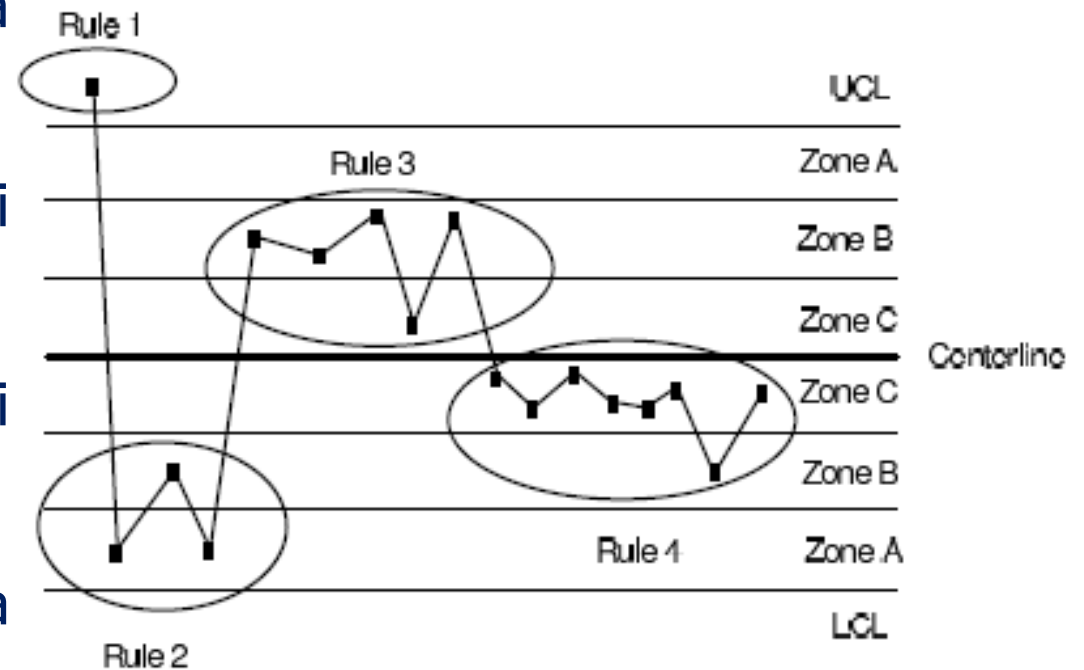 a
Rule 1
UCL
Zone A
Rule 3
i
Zone B
Zone C
Centerline
i
Zone C
Zone B
Rule 4
Zone A
a
LCL
Rule 2